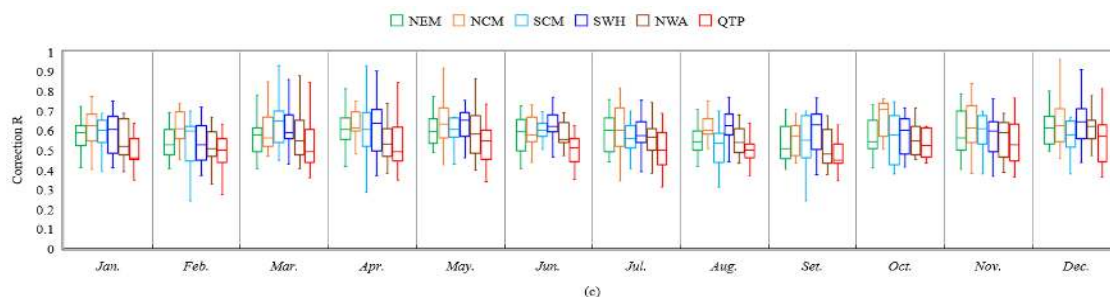 NEM NCM SCM SWH NWA QTP
1
0.9
0.8
0.7
0.6
0.5
0.4
0.3
0.2
0.1
0
Correction R
Jan. Feb. Mar. Apr. May. Jun. Jul. Aug. Set. Oct. Nov. Dec.
(c)